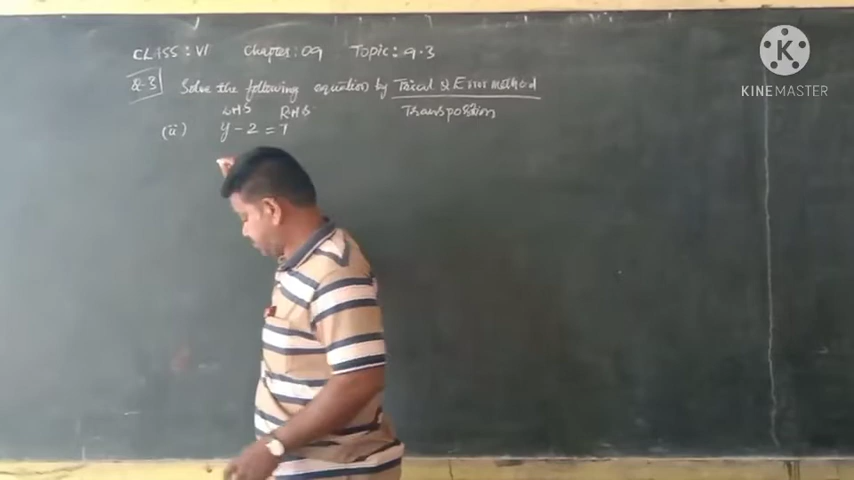 CLASS: VI Chapter: 09 Topic: 9.3
Q.3) Solve the following equation by Traial & Error method
LHS RHS Transposition
(ii) y - 2 = 7
K
KINEMASTER